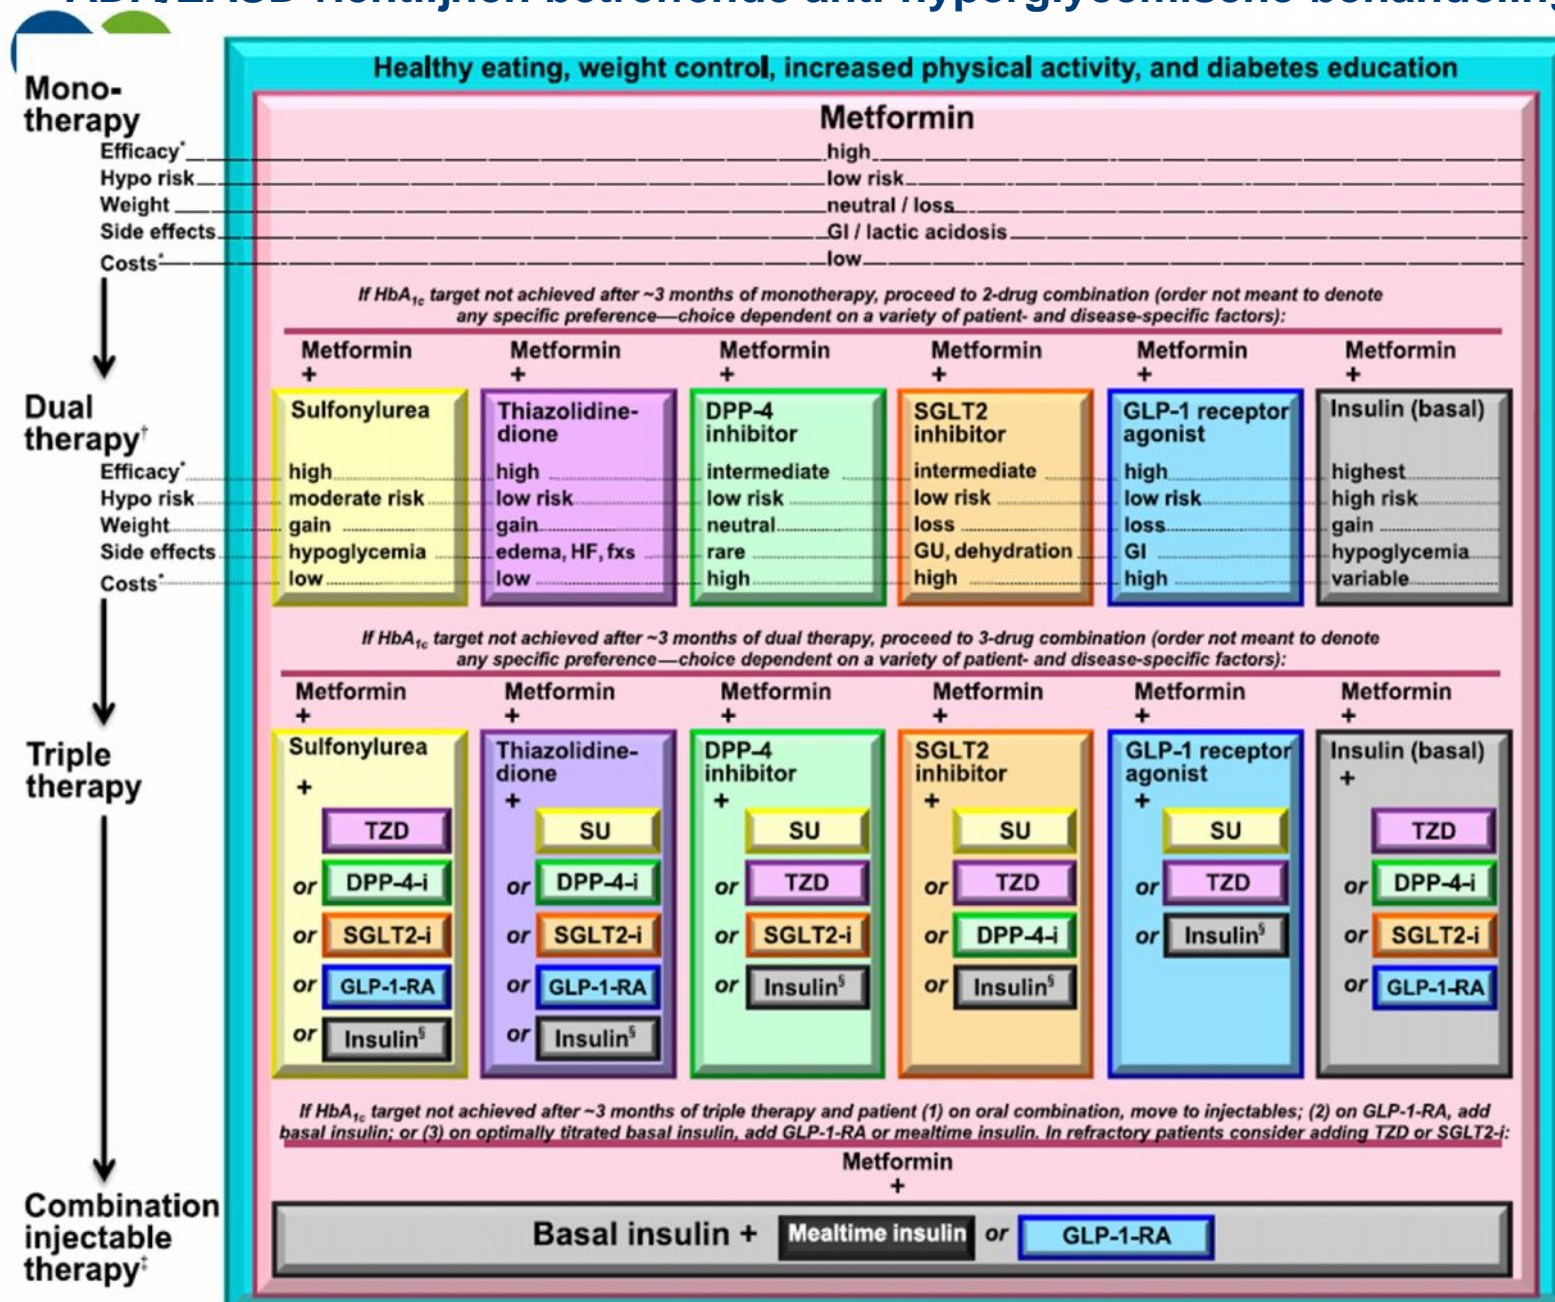 ADA/EASD richtlijnen betreffende anti-hyperglycemische behandeling
Healthy eating, weight control, increased physical activity, and diabetes education
Mono-
therapy
Metformin
Efficacy* high
Hypo risk low risk
Weight neutral / loss
Side effects GI / lactic acidosis
Costs* low
If HbA1c target not achieved after ~3 months of monotherapy, proceed to 2-drug combination (order not meant to denote
any specific preference—choice dependent on a variety of patient- and disease-specific factors):
Metformin Metformin Metformin Metformin Metformin Metformin
+ + + + + +
Dual
therapy†
Sulfonylurea Thiazolidine- DPP-4 SGLT2 GLP-1 receptor Insulin (basal)
dione inhibitor inhibitor agonist
Efficacy* high high intermediate intermediate high highest
Hypo risk moderate risk low risk low risk low risk low risk high risk
Weight gain gain neutral loss loss gain
Side effects hypoglycemia edema, HF, fxs rare GU, dehydration GI hypoglycemia
Costs* low low high high high variable
If HbA1c target not achieved after ~3 months of dual therapy, proceed to 3-drug combination (order not meant to denote
any specific preference—choice dependent on a variety of patient- and disease-specific factors):
Metformin Metformin Metformin Metformin Metformin Metformin
+ + + + + +
Triple
therapy
Sulfonylurea Thiazolidine- DPP-4 SGLT2 GLP-1 receptor Insulin (basal)
dione inhibitor inhibitor agonist
+ + + + + +
TZD SU SU SU SU TZD
or DPP-4-i or DPP-4-i or TZD or TZD or TZD or DPP-4-i
or SGLT2-i or SGLT2-i or SGLT2-i or DPP-4-i or Insulin§ or SGLT2-i
or GLP-1-RA or GLP-1-RA or Insulin§ or Insulin§ or GLP-1-RA
or Insulin§ or Insulin§
If HbA1c target not achieved after ~3 months of triple therapy and patient (1) on oral combination, move to injectables; (2) on GLP-1-RA, add
basal insulin; or (3) on optimally titrated basal insulin, add GLP-1-RA or mealtime insulin. In refractory patients consider adding TZD or SGLT2-i:
Metformin
+
Combination
injectable
therapy‡
Basal insulin + Mealtime insulin or GLP-1-RA